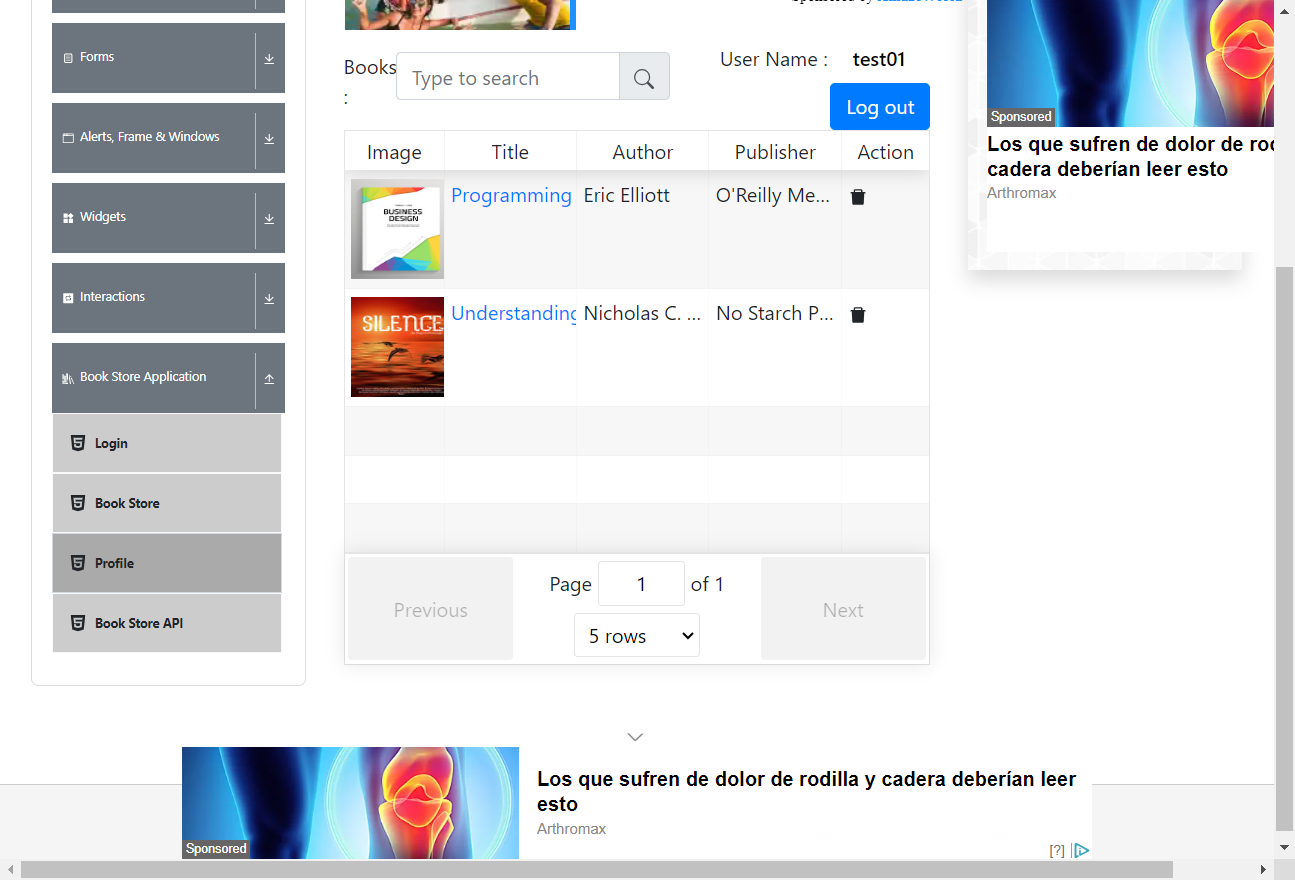 Forms
Alerts, Frame & Windows
Widgets
Interactions
Book Store Application
Login
Book Store
Profile
Book Store API
Books
:
Type to search
User Name :
test01
Log out
Image
Title
Author
Publisher
Action
BUSINESS
DESIGN
Programming
Eric Elliott
O'Reilly Me...
SILENCE
Understanding
Nicholas C. ...
No Starch P...
Previous
Page
1
of 1
5 rows
Next
Sponsored
Los que sufren de dolor de
cadera deberían leer esto
Arthromax
Sponsored
Los que sufren de dolor de rodilla y cadera deberían leer
esto
Arthromax
[?]